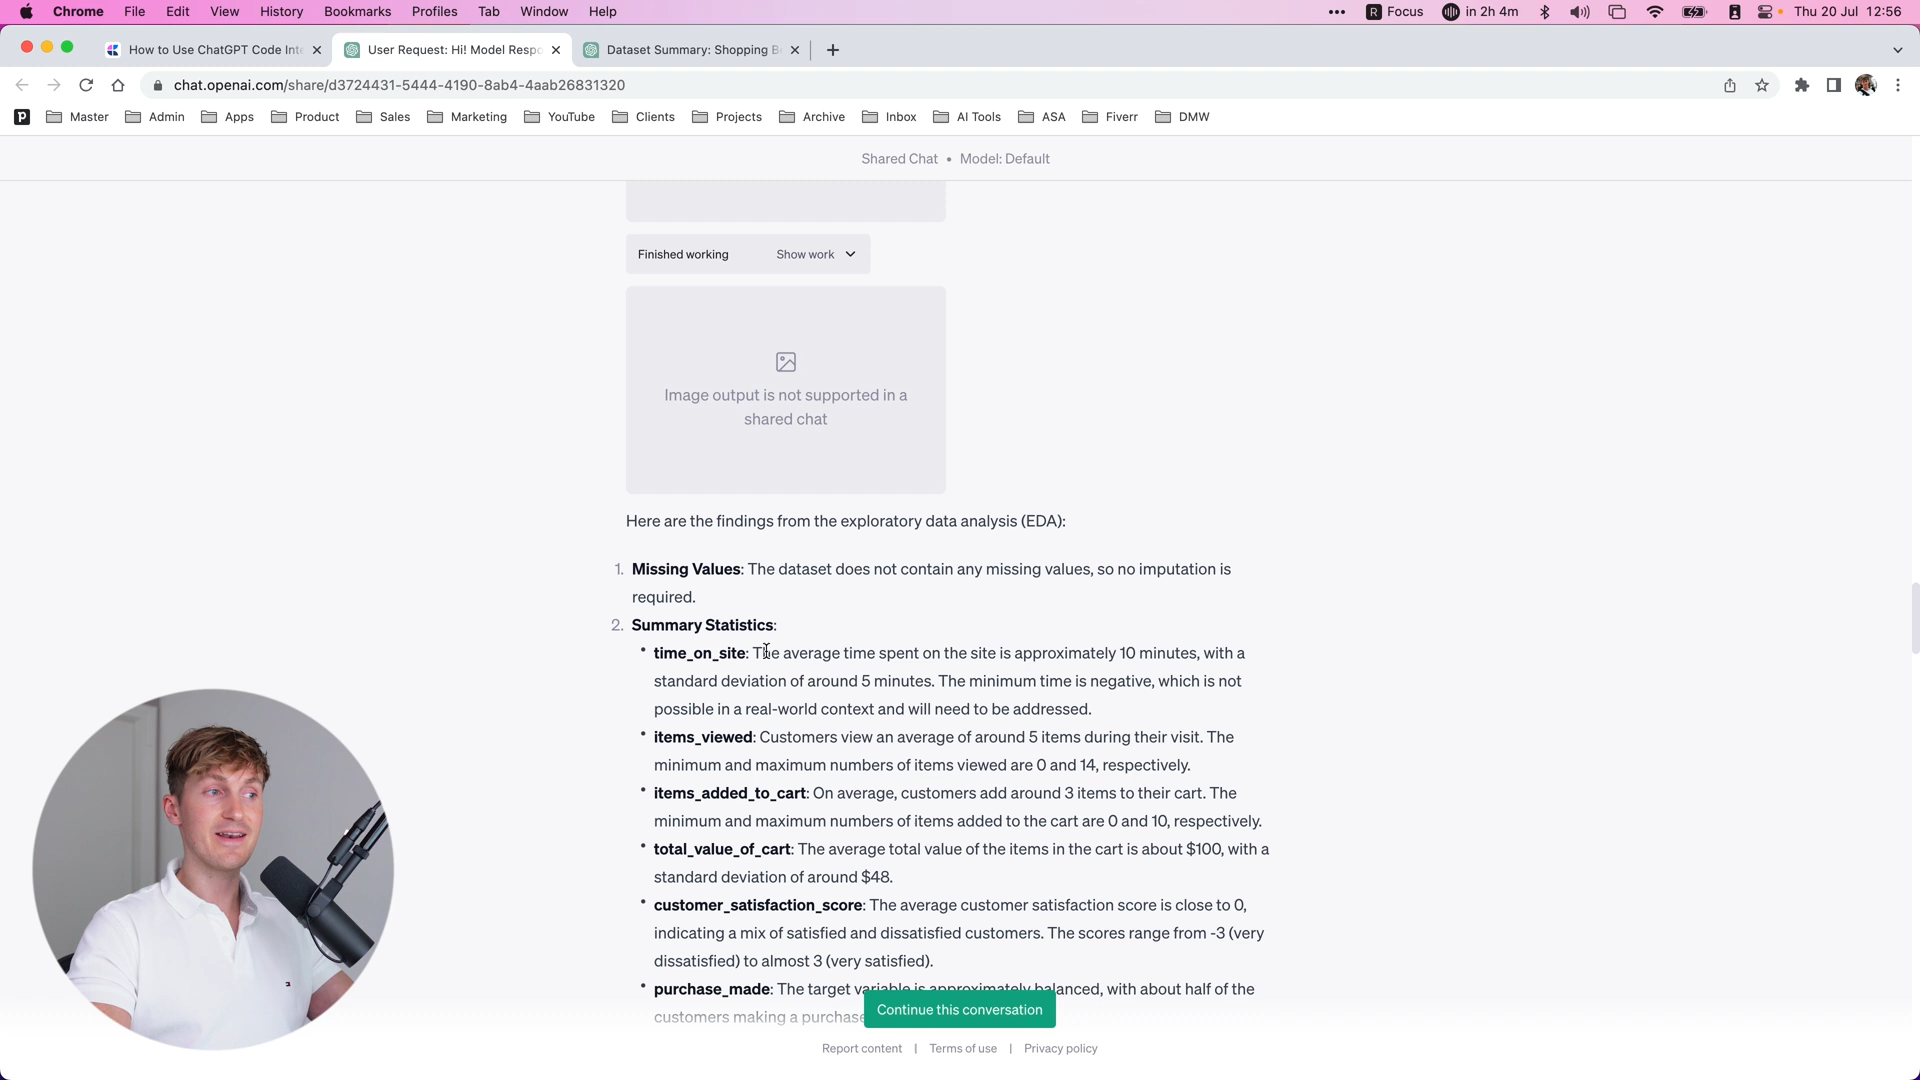 Chrome File Edit View History Bookmarks Profiles Tab Window Help ••• R Focus in 2h 4m Thu 20 Jul 12:56
How to Use ChatGPT Code Inte User Request: Hi! Model Respo Dataset Summary: Shopping B
chat.openai.com/share/d3724431-5444-4190-8ab4-4aab26831320
Master Admin Apps Product Sales Marketing YouTube Clients Projects Archive Inbox AI Tools ASA Fiverr DMW
Shared Chat • Model: Default
Finished working Show work
Image output is not supported in a
shared chat
Here are the findings from the exploratory data analysis (EDA):
1. Missing Values: The dataset does not contain any missing values, so no imputation is
required.
2. Summary Statistics:
• time_on_site: The average time spent on the site is approximately 10 minutes, with a
standard deviation of around 5 minutes. The minimum time is negative, which is not
possible in a real-world context and will need to be addressed.
• items_viewed: Customers view an average of around 5 items during their visit. The
minimum and maximum numbers of items viewed are 0 and 14, respectively.
• items_added_to_cart: On average, customers add around 3 items to their cart. The
minimum and maximum numbers of items added to the cart are 0 and 10, respectively.
• total_value_of_cart: The average total value of the items in the cart is about $100, with a
standard deviation of around $48.
• customer_satisfaction_score: The average customer satisfaction score is close to 0,
indicating a mix of satisfied and dissatisfied customers. The scores range from -3 (very
dissatisfied) to almost 3 (very satisfied).
• purchase_made: The target variable is approximately balanced, with about half of the
customers making a purchase
Continue this conversation
Report content | Terms of use | Privacy policy